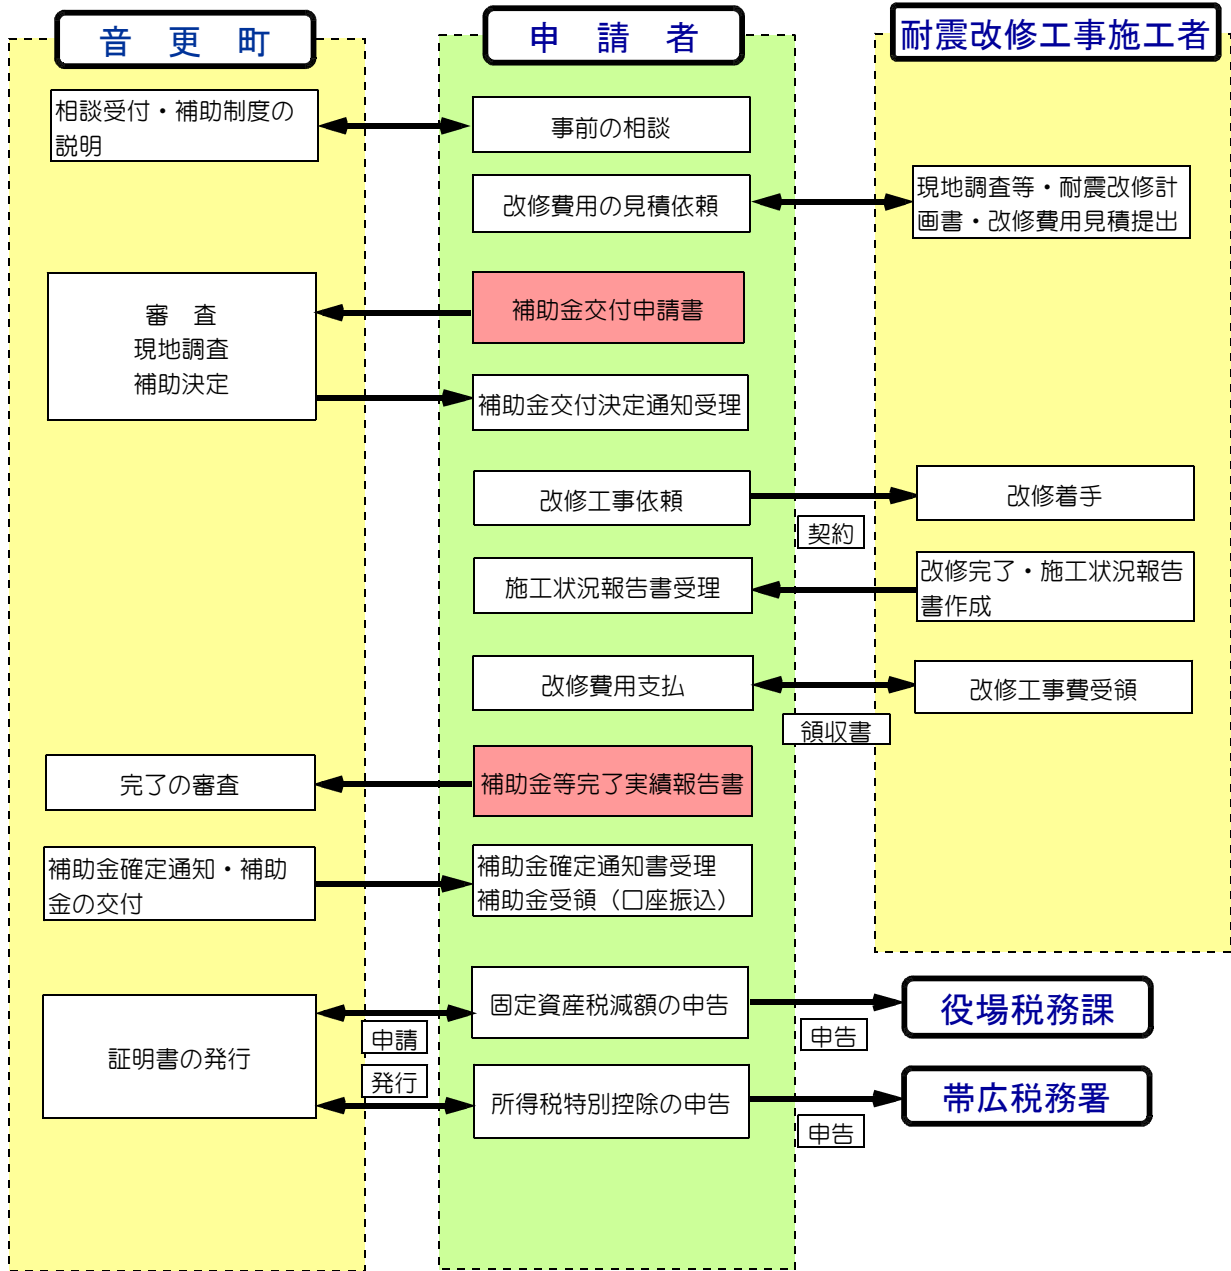 音　更　町
申　請　者
耐震改修工事施工者
相談受付・補助制度の
説明
事前の相談
改修費用の見積依頼
現地調査等・耐震改修計
画書・改修費用見積提出
審　査
現地調査
補助決定
補助金交付申請書
補助金交付決定通知受理
改修工事依頼
契約
改修着手
施工状況報告書受理
改修完了・施工状況報告
書作成
改修費用支払
領収書
改修工事費受領
完了の審査
補助金等完了実績報告書
補助金確定通知・補助
金の交付
補助金確定通知書受理
補助金受領（口座振込）
証明書の発行
申請
発行
固定資産税減額の申告
申告
役場税務課
所得税特別控除の申告
申告
帯広税務署